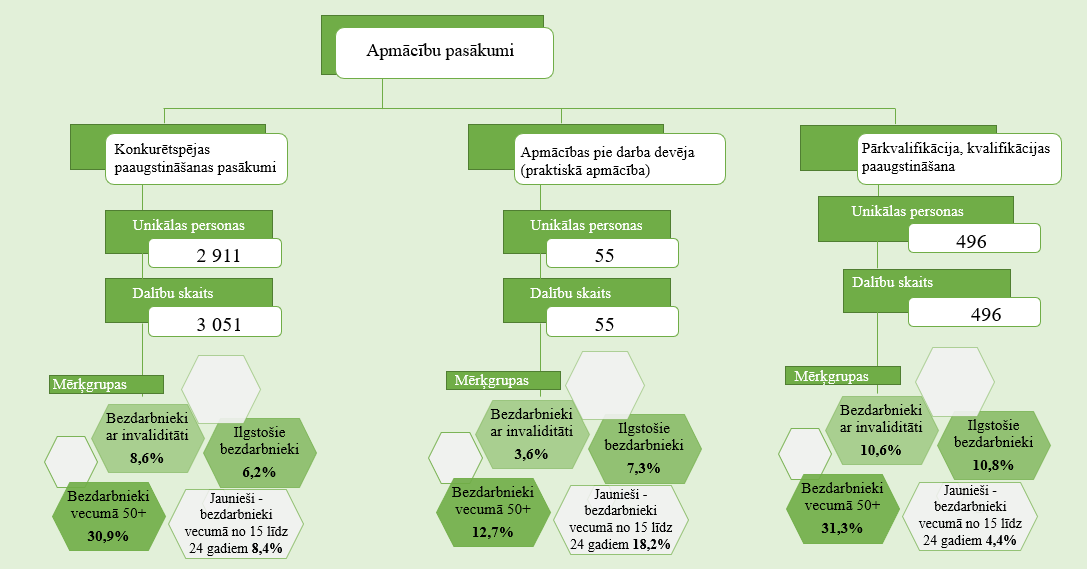 Apmācību pasākumi
Konkurētspējas
paaugstināšanas pasākumi
Unikālas personas
2 911
Dalību skaits
3 051
Mērķgrupas
Bezdarbnieki
ar invaliditāti
8,6%
Ilgstošie
bezdarbnieki
6,2%
Bezdarbnieki
vecumā 50+
30,9%
Jaunieši -
bezdarbnieki
vecumā no 15 līdz
24 gadiem 8,4%
Apmācības pie darba devēja
(praktiskā apmācība)
Unikālas personas
55
Dalību skaits
55
Mērķgrupas
Bezdarbnieki
ar invaliditāti
3,6%
Ilgstošie
bezdarbnieki
7,3%
Bezdarbnieki
vecumā 50+
12,7%
Jaunieši -
bezdarbnieki
vecumā no 15 līdz
24 gadiem 18,2%
Pārkvalifikācija, kvalifikācijas
paaugstināšana
Unikālas personas
496
Dalību skaits
496
Mērķgrupas
Bezdarbnieki
ar invaliditāti
10,6%
Ilgstošie
bezdarbnieki
10,8%
Bezdarbnieki
vecumā 50+
31,3%
Jaunieši -
bezdarbnieki
vecumā no 15 līdz
24 gadiem 4,4%